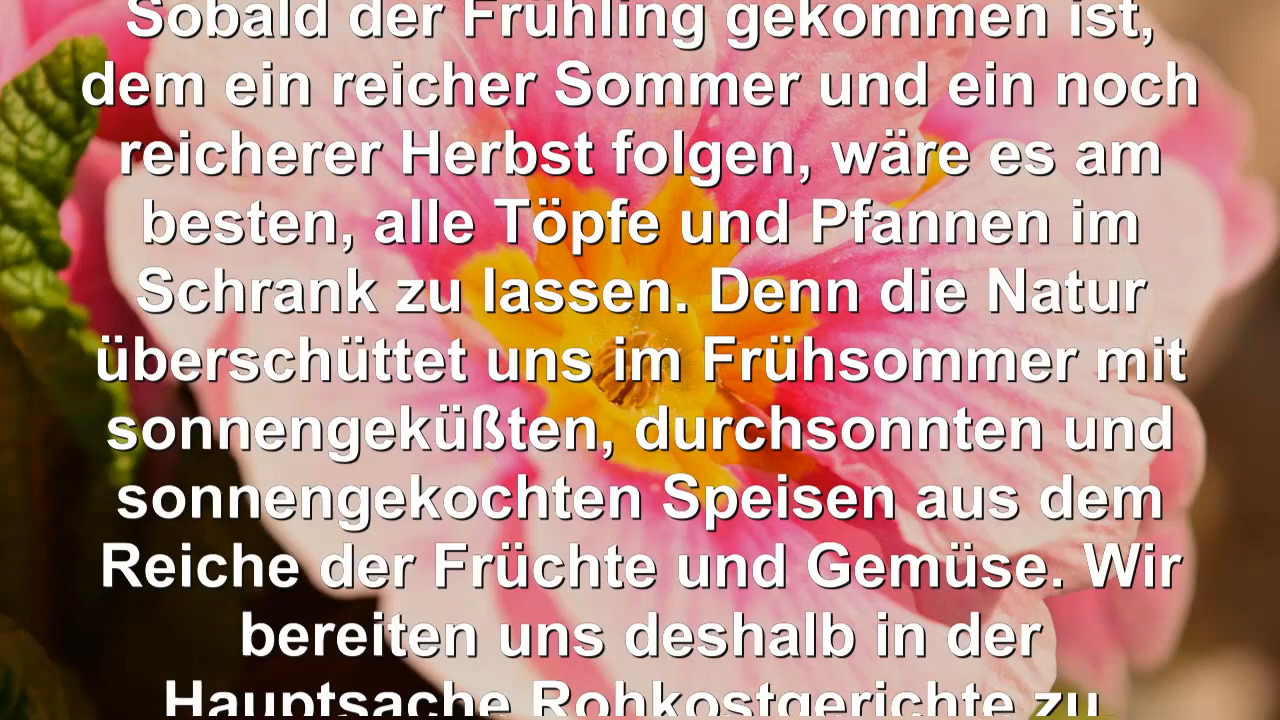 Sobald der Frühling gekommen ist,
dem ein reicher Sommer und ein noch
reicherer Herbst folgen, wäre es am
besten, alle Töpfe und Pfannen im
Schrank zu lassen. Denn die Natur
überschüttet uns im Frühsommer mit
sonnengeküßten, durchsonnten und
sonnengekochten Speisen aus dem
Reiche der Früchte und Gemüse. Wir
bereiten uns deshalb in der
Hauptsache Rohkostgerichte zu